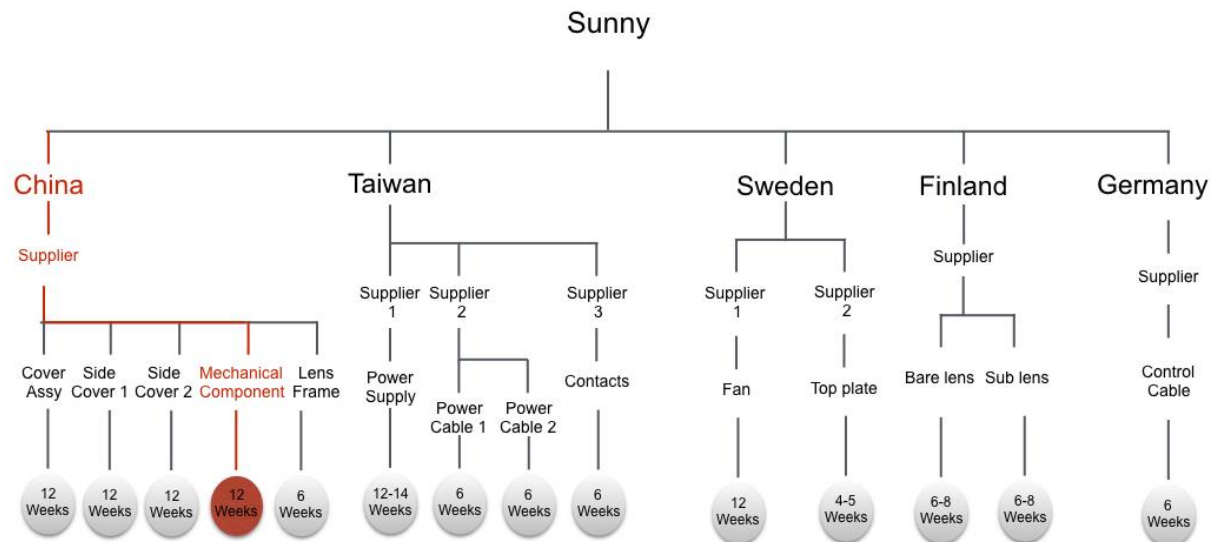 Sunny
China
Taiwan
Sweden
Finland
Germany
Supplier
Supplier
1
Supplier
2
Supplier
3
Supplier
1
Supplier
2
Supplier
Supplier
Cover
Assy
Side
Cover 1
Side
Cover 2
Mechanical
Component
Lens
Frame
Power
Supply
Power
Cable 1
Power
Cable 2
Contacts
Fan
Top plate
Bare lens
Sub lens
Control
Cable
12
Weeks
12
Weeks
12
Weeks
12
Weeks
6
Weeks
12-14
Weeks
6
Weeks
6
Weeks
6
Weeks
12
Weeks
4-5
Weeks
6-8
Weeks
6-8
Weeks
6
Weeks